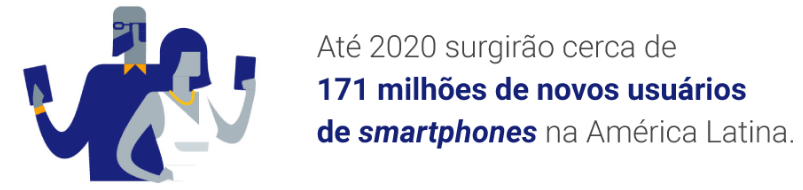 Até 2020 surgirão cerca de
171 milhões de novos usuários
de smartphones na América Latina.